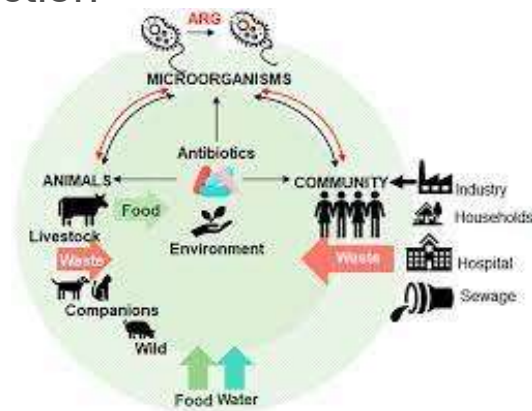 ARG
MICROORGANISMS
Antibiotics
ANIMALS
COMMUNITY
Industry
Food
Households
Livestock
Environment
Waste
Waste
Hospital
Companions
Sewage
Wild
Food Water